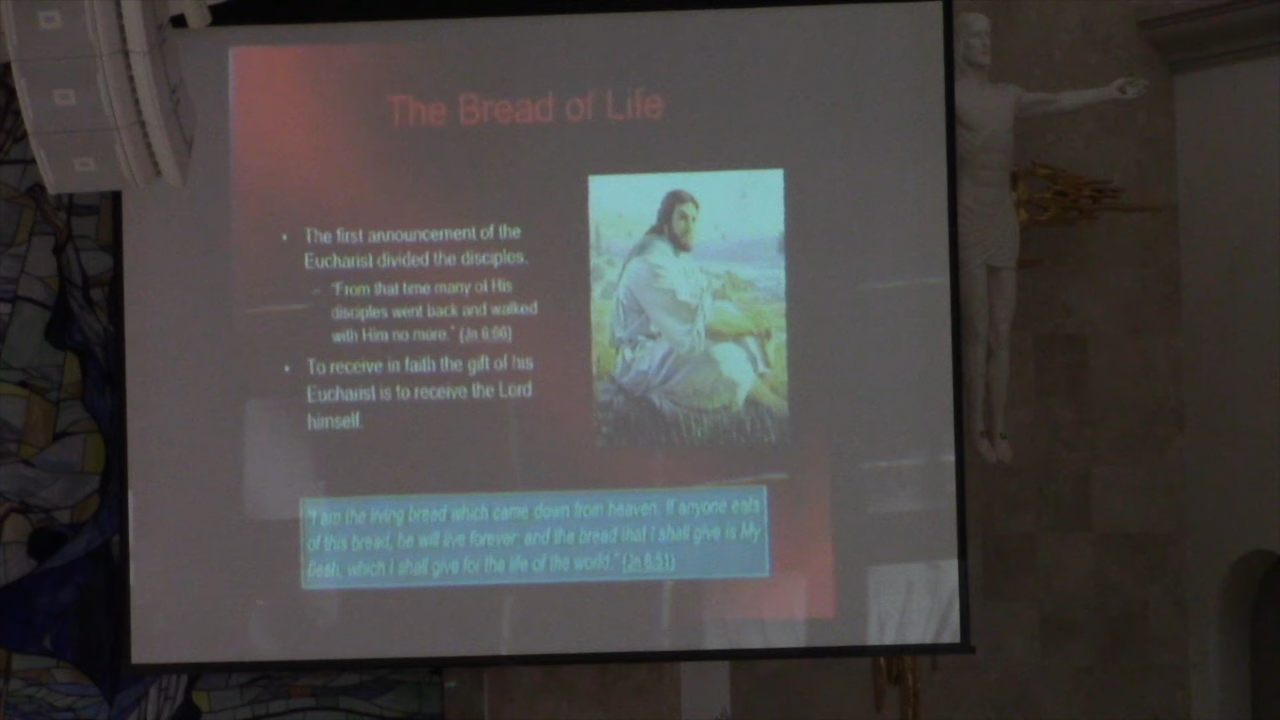 The Bread of Life
• The first announcement of the
Eucharist divided the disciples.
– "From that time many of His
disciples went back and walked
with Him no more." (Jn 6:66)
• To receive in faith the gift of his
Eucharist is to receive the Lord
himself.
"I am the living bread which came down from heaven. If anyone eats
of this bread, he will live forever; and the bread that I shall give is My
flesh, which I shall give for the life of the world." (Jn 6:51)